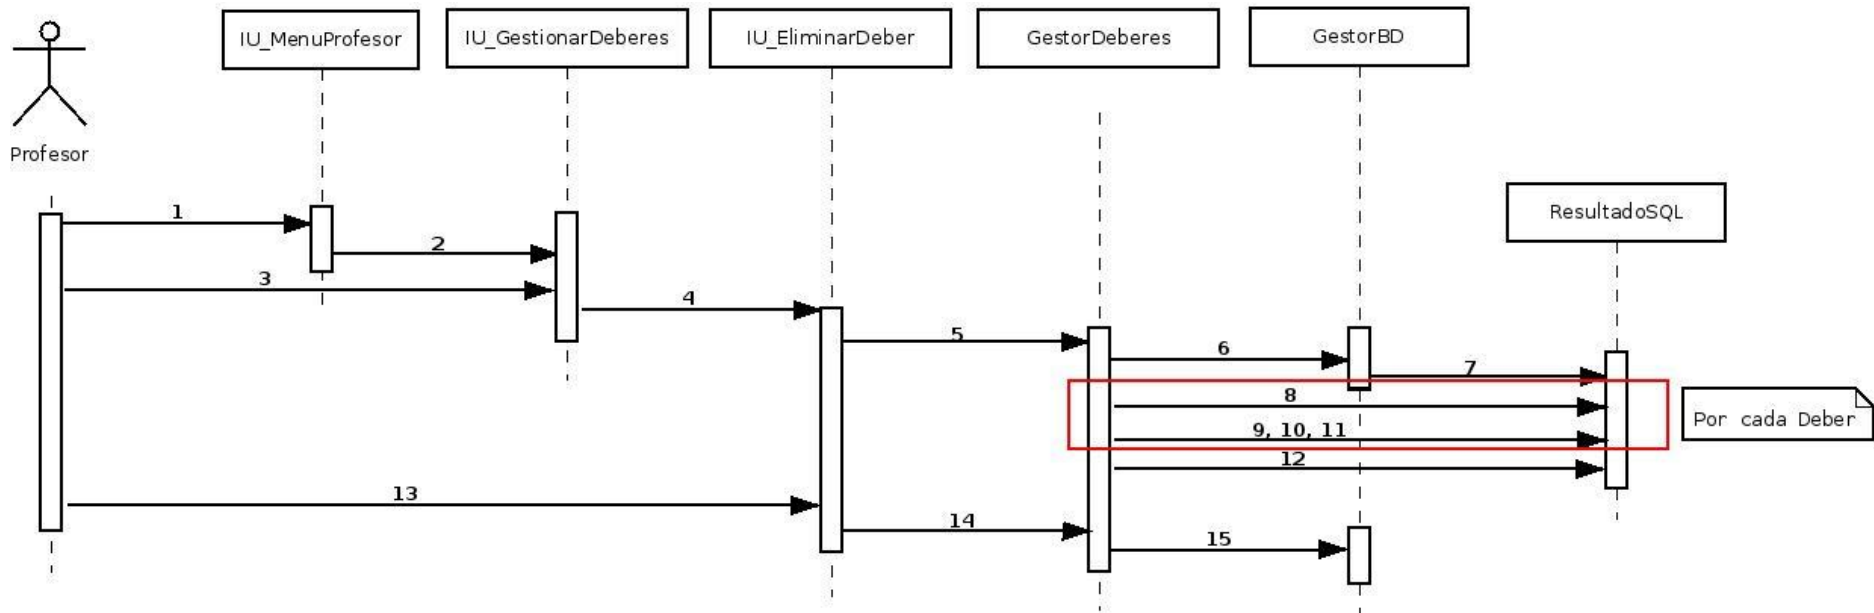 IU_MenuProfesor
IU_GestionarDeberes
IU_EliminarDeber
GestorDeberes
GestorBD
Profesor
ResultadoSQL
1
2
3
4
5
6
7
8
Por cada Deber
9, 10, 11
12
13
14
15